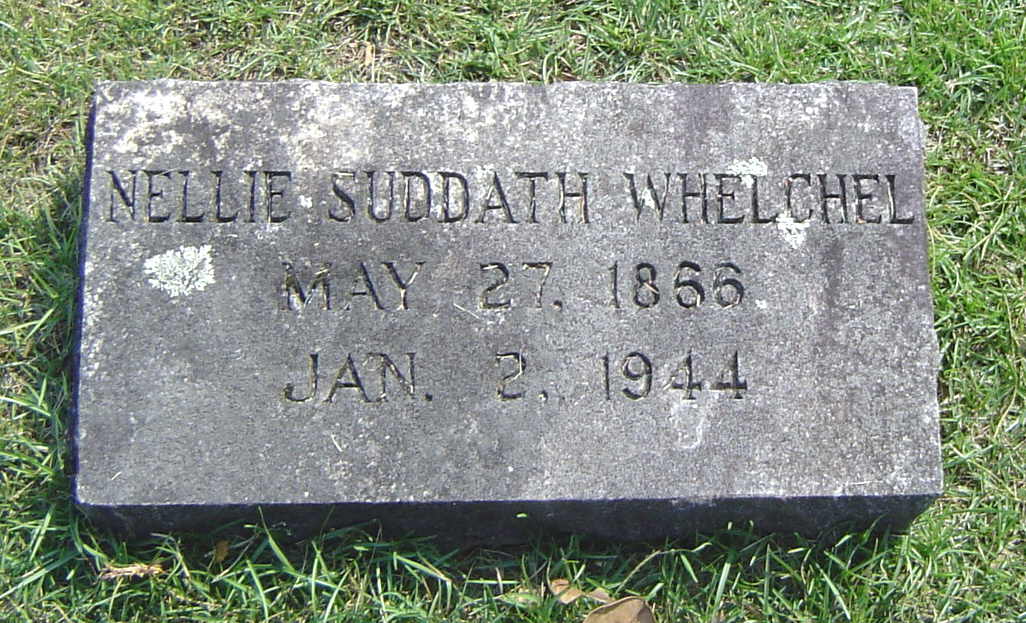 NELLIE SUDDATH WHELCHEL
MAY 27, 1866
JAN. 2, 1944